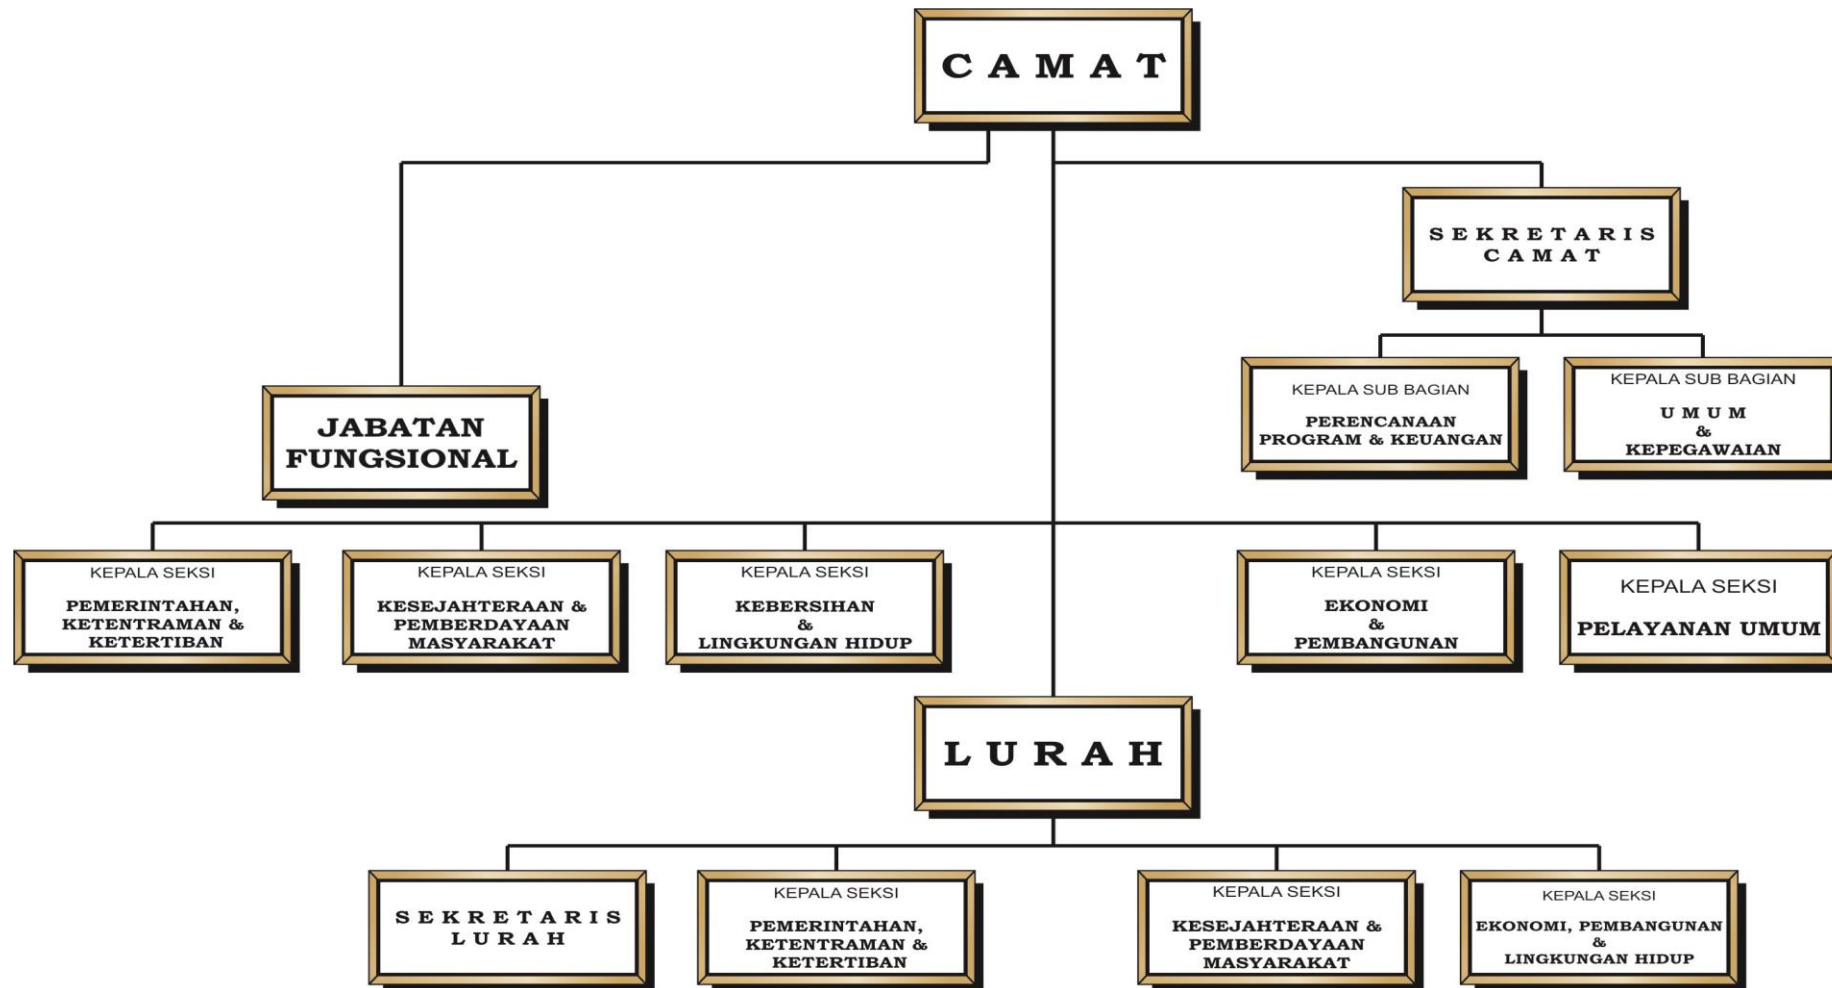 C A M A T
S E K R E T A R I S
C A M A T
KEPALA SUB BAGIAN
PERENCANAAN
PROGRAM & KEUANGAN
KEPALA SUB BAGIAN
U M U M
&
KEPEGAWAIAN
JABATAN
FUNGSIONAL
KEPALA SEKSI
PEMERINTAHAN,
KETENTRAMAN &
KETERTIBAN
KEPALA SEKSI
KESEJAHTERAAN &
PEMBERDAYAAN
MASYARAKAT
KEPALA SEKSI
KEBERSIHAN
&
LINGKUNGAN HIDUP
KEPALA SEKSI
EKONOMI
&
PEMBANGUNAN
KEPALA SEKSI
PELAYANAN UMUM
L U R A H
S E K R E T A R I S
L U R A H
KEPALA SEKSI
PEMERINTAHAN,
KETENTRAMAN &
KETERTIBAN
KEPALA SEKSI
KESEJAHTERAAN &
PEMBERDAYAAN
MASYARAKAT
KEPALA SEKSI
EKONOMI, PEMBANGUNAN
&
LINGKUNGAN HIDUP